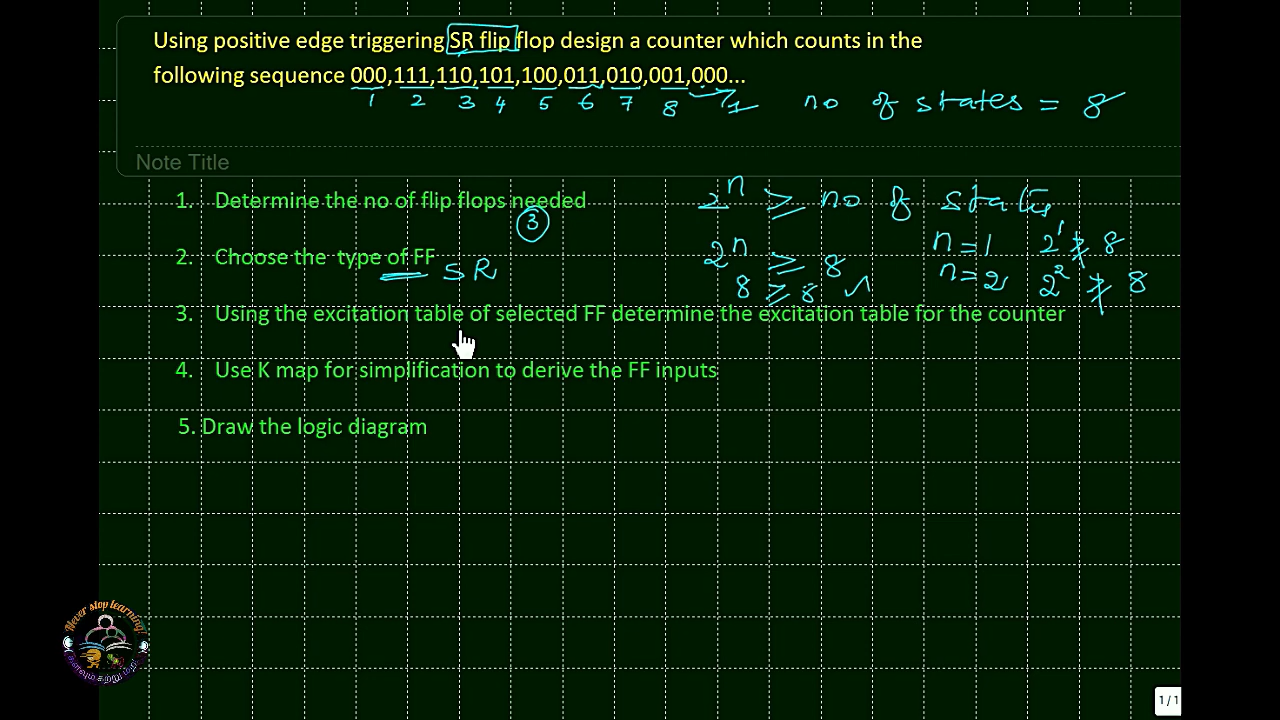 Using positive edge triggering SR flip flop design a counter which counts in the
following sequence 000,111,110,101,100,011,010,001,000...
1 2 3 4 5 6 7 8 1 no of states = 8
Note Title
1. Determine the no of flip flops needed
3
2^n ≥ no of states
2. Choose the type of FF SR
2^n ≥ 8
8 ≥ 8 ✓
n=1 2^1 ≱ 8
n=2 2^2 ≱ 8
3. Using the excitation table of selected FF determine the excitation table for the counter
4. Use K map for simplification to derive the FF inputs
5. Draw the logic diagram
Never stop learning!
1/1